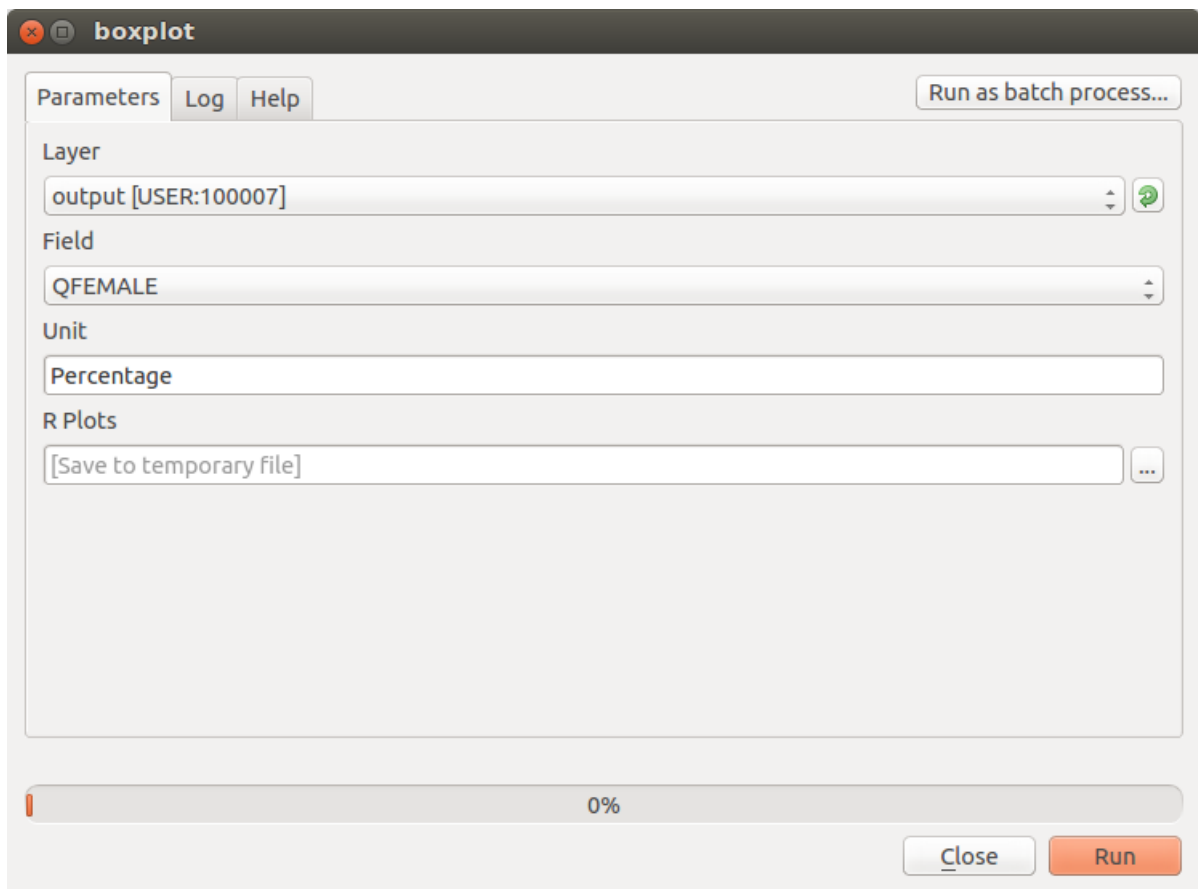 boxplot
Parameters Log Help Run as batch process...
Layer
output [USER:100007]
Field
QFEMALE
Unit
Percentage
R Plots
[Save to temporary file] ...
0%
Close Run